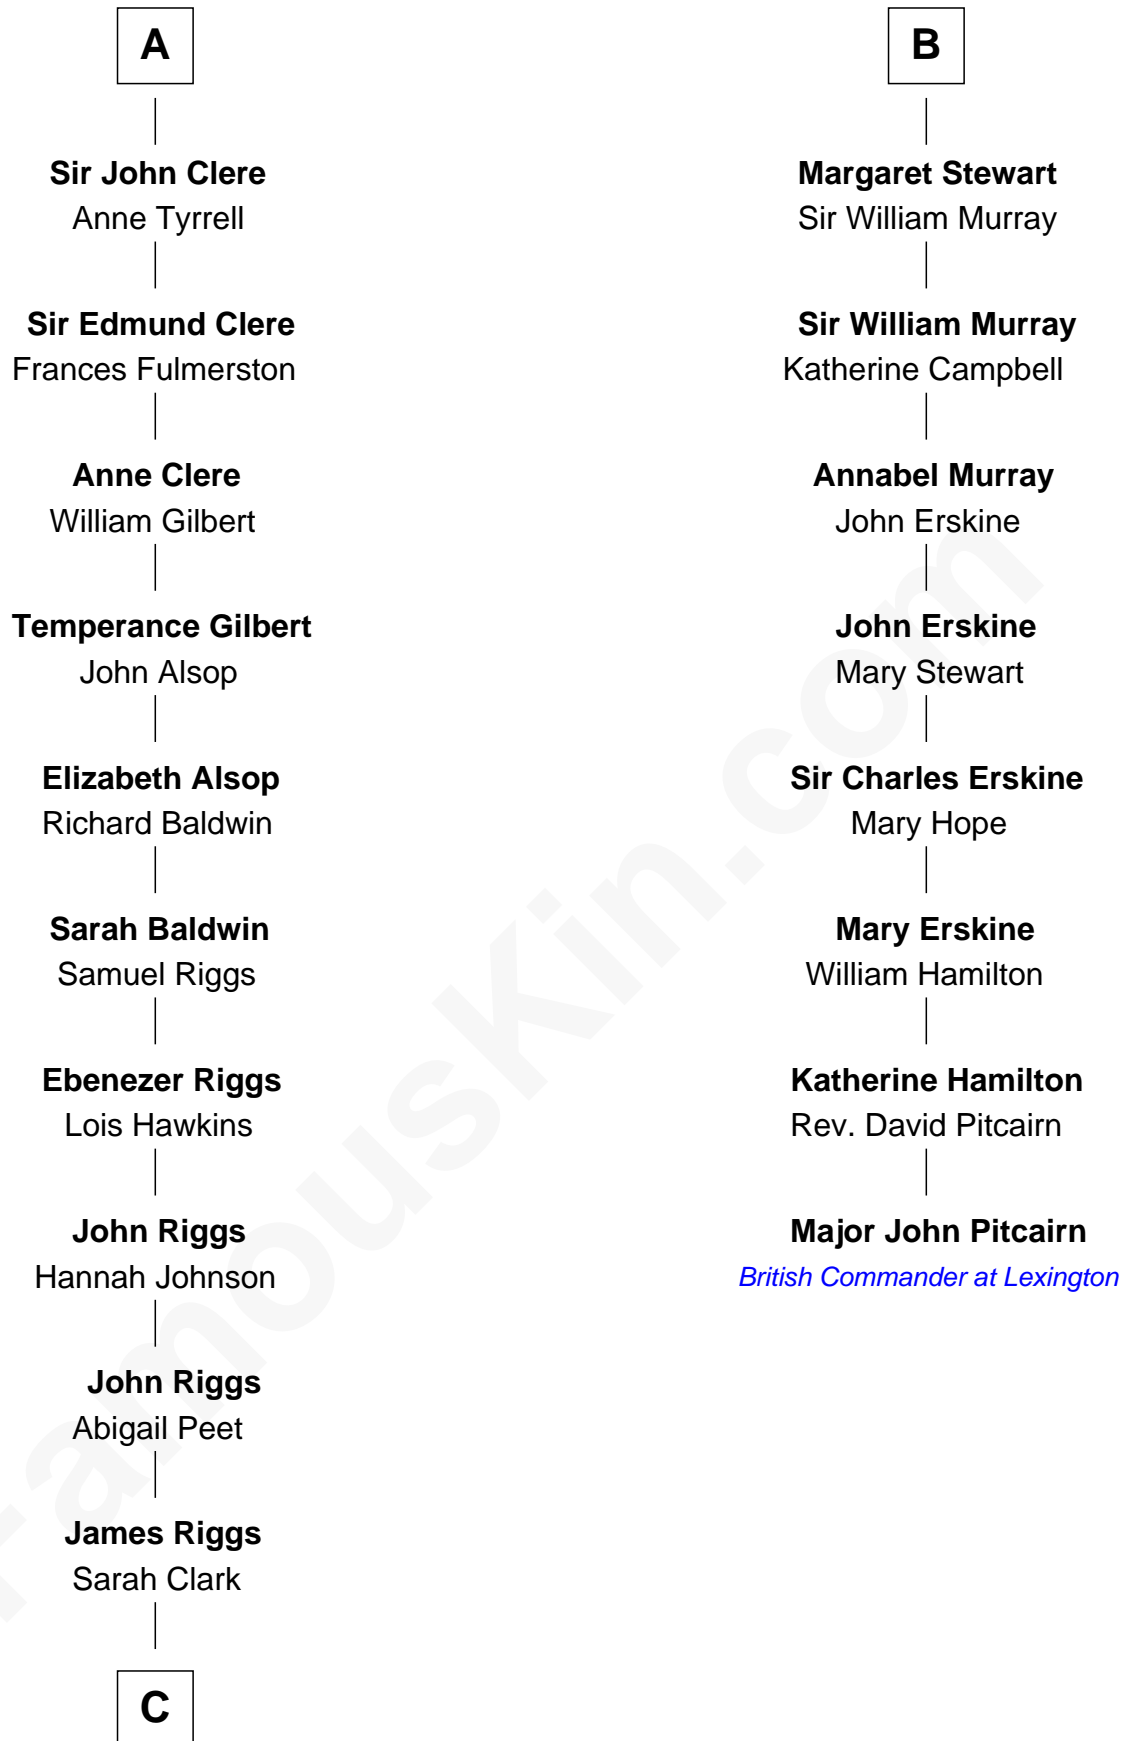 A
Sir John Clere
Anne Tyrrell
Sir Edmund Clere
Frances Fulmerston
Anne Clere
William Gilbert
Temperance Gilbert
John Alsop
Elizabeth Alsop
Richard Baldwin
Sarah Baldwin
Samuel Riggs
Ebenezer Riggs
Lois Hawkins
John Riggs
Hannah Johnson
John Riggs
Abigail Peet
James Riggs
Sarah Clark
C
B
Margaret Stewart
Sir William Murray
Sir William Murray
Katherine Campbell
Annabel Murray
John Erskine
John Erskine
Mary Stewart
Sir Charles Erskine
Mary Hope
Mary Erskine
William Hamilton
Katherine Hamilton
Rev. David Pitcairn
Major John Pitcairn
British Commander at Lexington
FamousKin.com